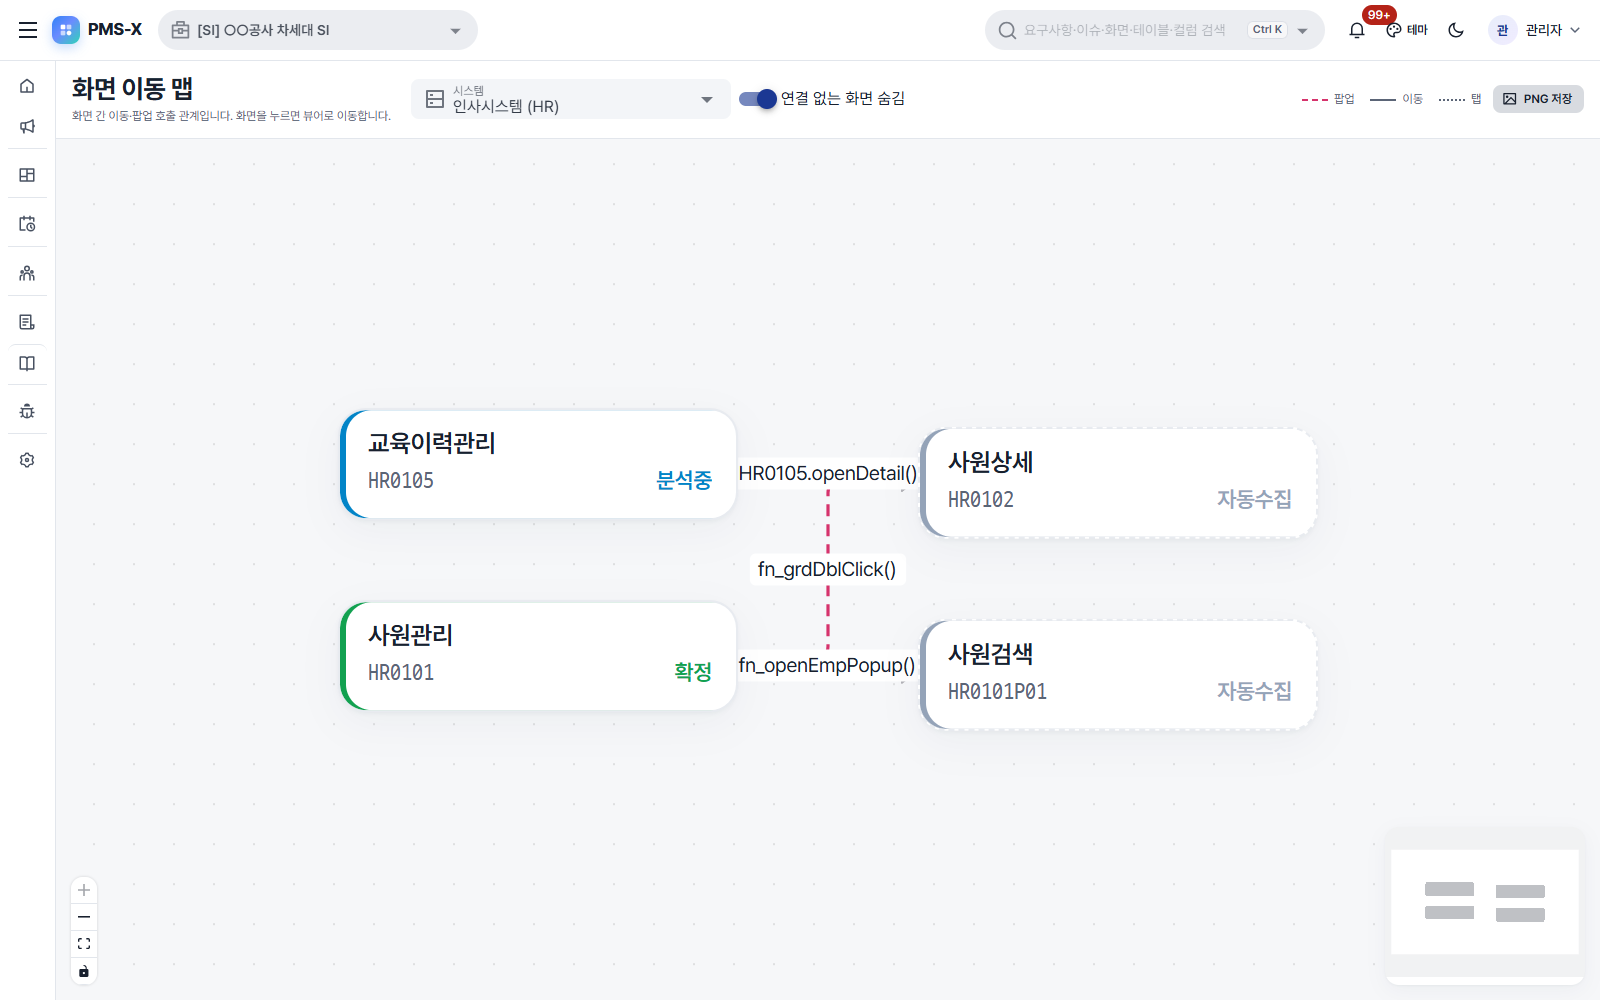 PMS-X
[SI] ○○공사 차세대 SI
요구사항·이슈·화면·테이블·컬럼 검색
Ctrl K
99+
테마
관
관리자
화면 이동 맵
화면 간 이동·팝업 호출 관계입니다. 화면을 누르면 뷰어로 이동합니다.
시스템
인사시스템 (HR)
연결 없는 화면 숨김
팝업
이동
탭
PNG 저장
교육이력관리
HR0105
분석중
HR0105.openDetail()
사원상세
HR0102
자동수집
fn_grdDblClick()
사원관리
HR0101
확정
fn_openEmpPopup()
사원검색
HR0101P01
자동수집